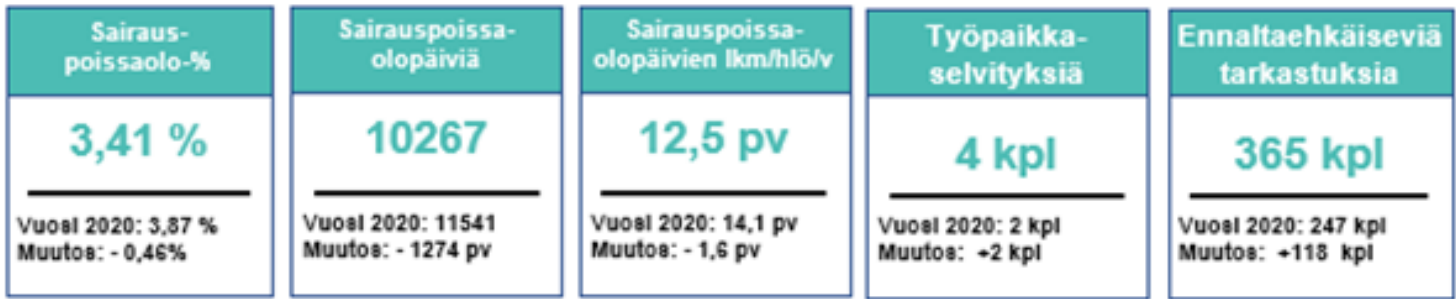 Sairaus-
poissaolo-%
3,41 %
Vuosi 2020: 3,87 %
Muutos: - 0,46%
Sairauspoissa-
olopäiviä
10267
Vuosi 2020: 11541
Muutos: - 1274 pv
Sairauspoissa-
olopäivien lkm/hlö/v
12,5 pv
Vuosi 2020: 14,1 pv
Muutos: - 1,6 pv
Työpaikka-
selvityksiä
4 kpl
Vuosi 2020: 2 kpl
Muutos: +2 kpl
Ennaltaehkäiseviä
tarkastuksia
365 kpl
Vuosi 2020: 247 kpl
Muutos: +118 kpl